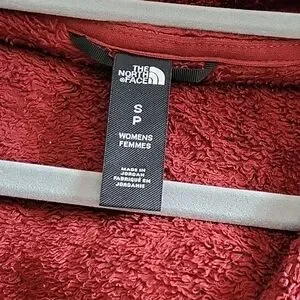 THE
NORTH
FACE
S
P
WOMENS
FEMMES
MADE IN
JORDAN
FABRIQUÉ EN
JORDANIE